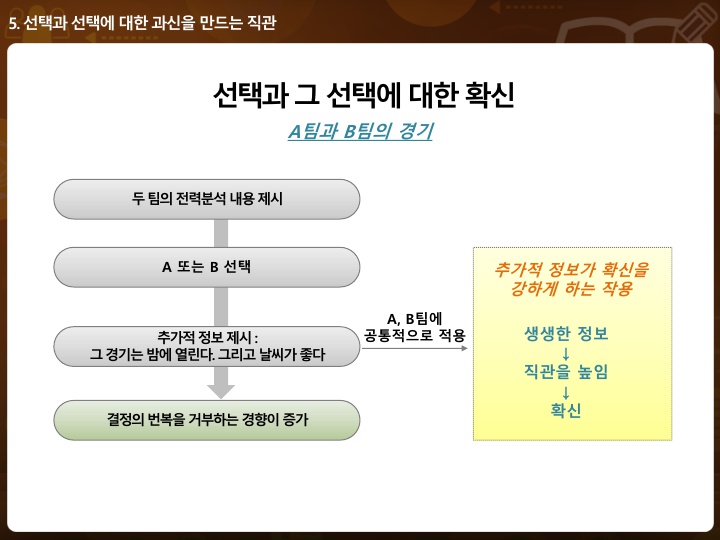 5. 선택과 선택에 대한 과신을 만드는 직관
선택과 그 선택에 대한 확신
A팀과 B팀의 경기
두 팀의 전력분석 내용 제시
A 또는 B 선택
추가적 정보 제시 :
그 경기는 밤에 열린다. 그리고 날씨가 좋다
결정의 번복을 거부하는 경향이 증가
A, B팀에
공통적으로 적용
추가적 정보가 확신을
강하게 하는 작용
생생한 정보
↓
직관을 높임
↓
확신